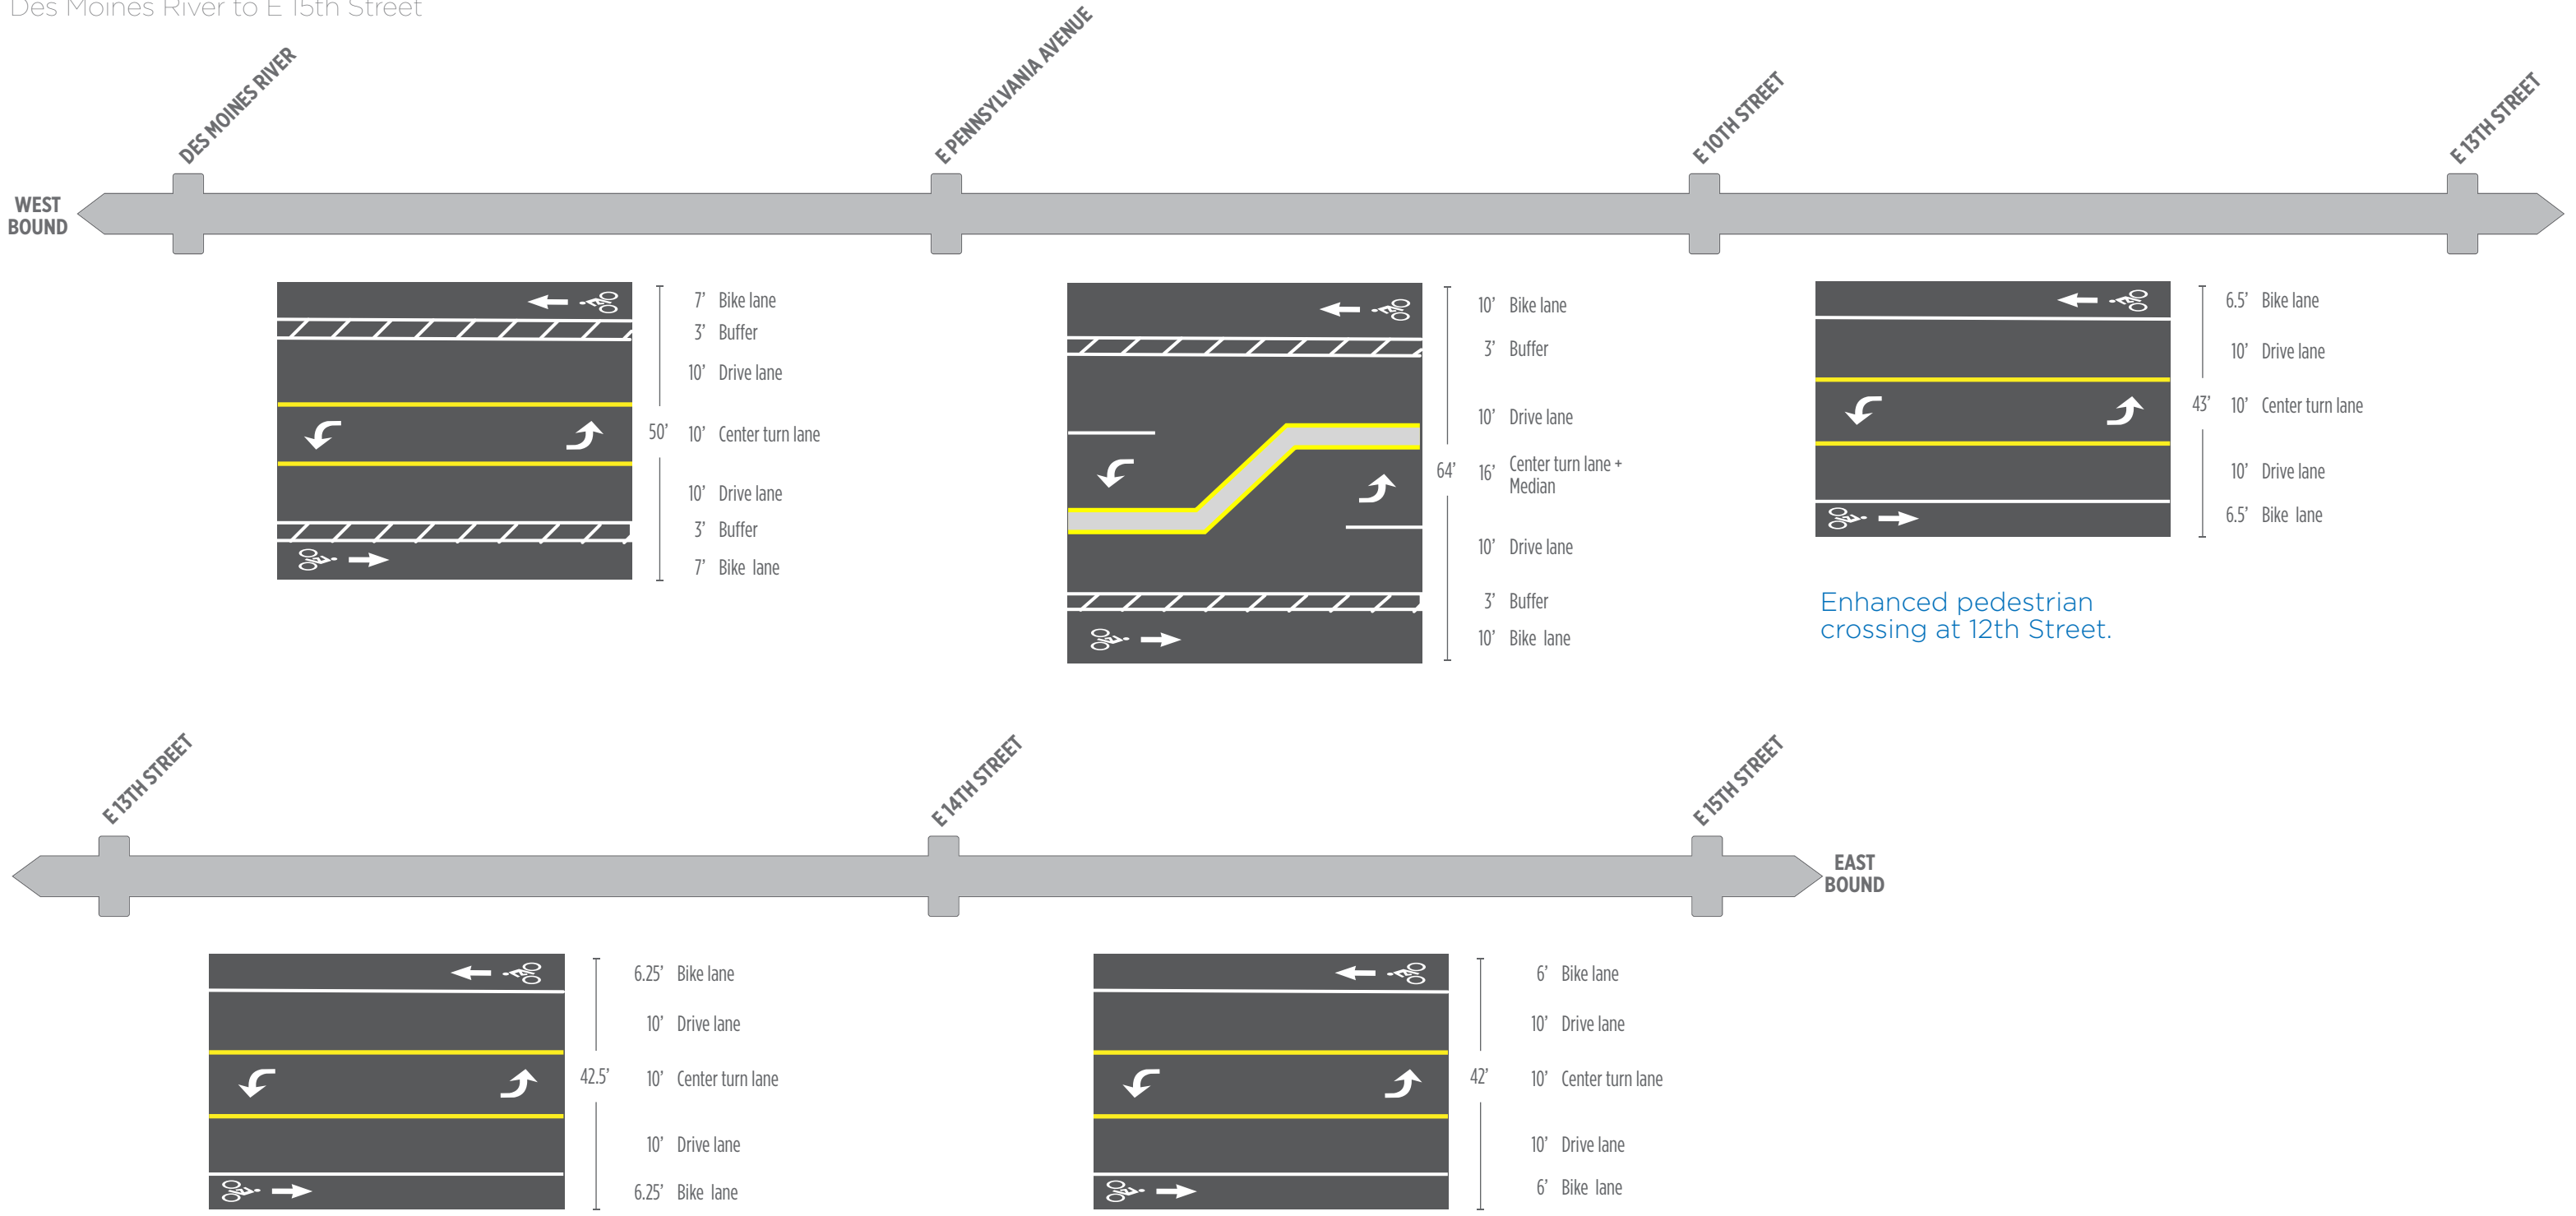 Des Moines River to E 15th Street
DES MOINES RIVER
E PENNSYLVANIA AVENUE
E 10TH STREET
E 13TH STREET
WEST
BOUND
7' Bike lane
3' Buffer
10' Drive lane
50' 10' Center turn lane
10' Drive lane
3' Buffer
7' Bike lane
10' Bike lane
3' Buffer
10' Drive lane
64' 16' Center turn lane +
Median
10' Drive lane
3' Buffer
10' Bike lane
6.5' Bike lane
10' Drive lane
43' 10' Center turn lane
10' Drive lane
6.5' Bike lane
Enhanced pedestrian
crossing at 12th Street.
E 13TH STREET
E 14TH STREET
E 15TH STREET
EAST
BOUND
6.25' Bike lane
10' Drive lane
42.5' 10' Center turn lane
10' Drive lane
6.25' Bike lane
6' Bike lane
10' Drive lane
42' 10' Center turn lane
10' Drive lane
6' Bike lane